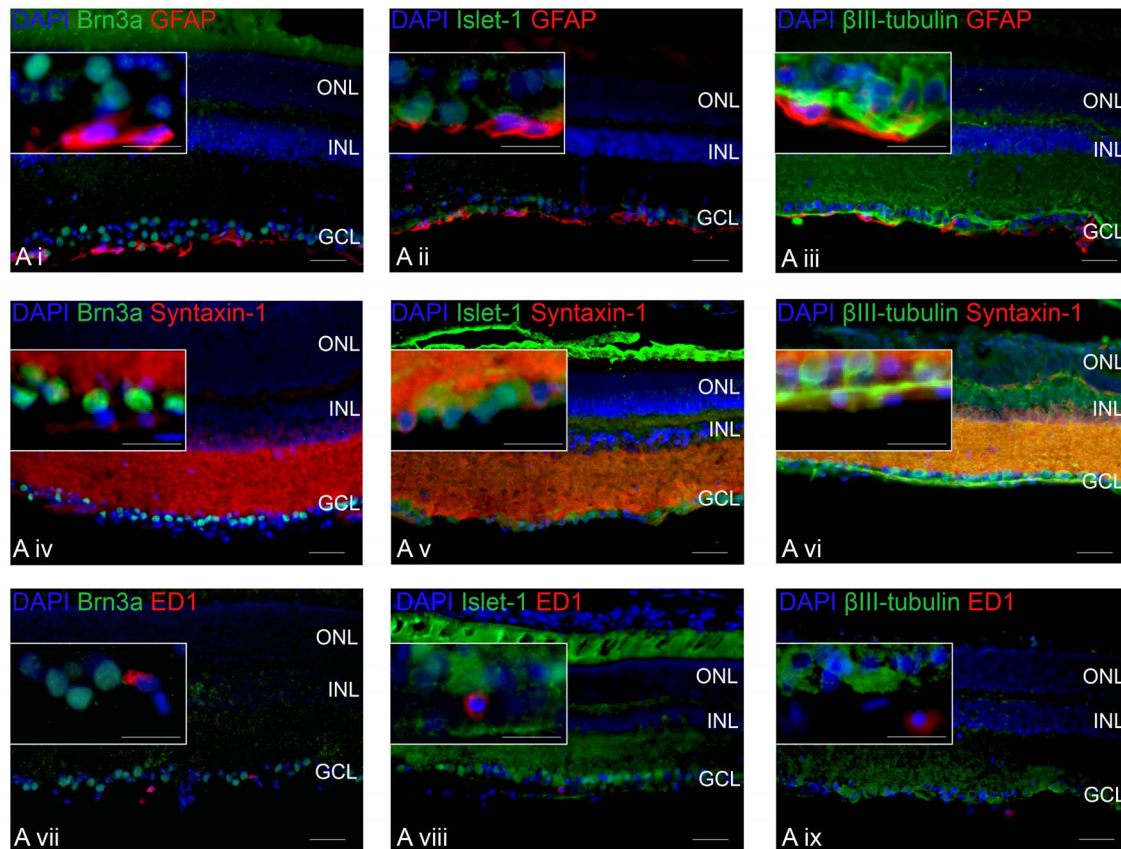 DAPI Brn3a GFAP
ONL
INL
GCL
A i
DAPI Islet-1 GFAP
ONL
INL
GCL
A ii
DAPI βIII-tubulin GFAP
ONL
INL
GCL
A iii
DAPI Brn3a Syntaxin-1
ONL
INL
GCL
A iv
DAPI Islet-1 Syntaxin-1
ONL
INL
GCL
A v
DAPI βIII-tubulin Syntaxin-1
ONL
INL
GCL
A vi
DAPI Brn3a ED1
ONL
INL
GCL
A vii
DAPI Islet-1 ED1
ONL
INL
GCL
A viii
DAPI βIII-tubulin ED1
ONL
INL
GCL
A ix